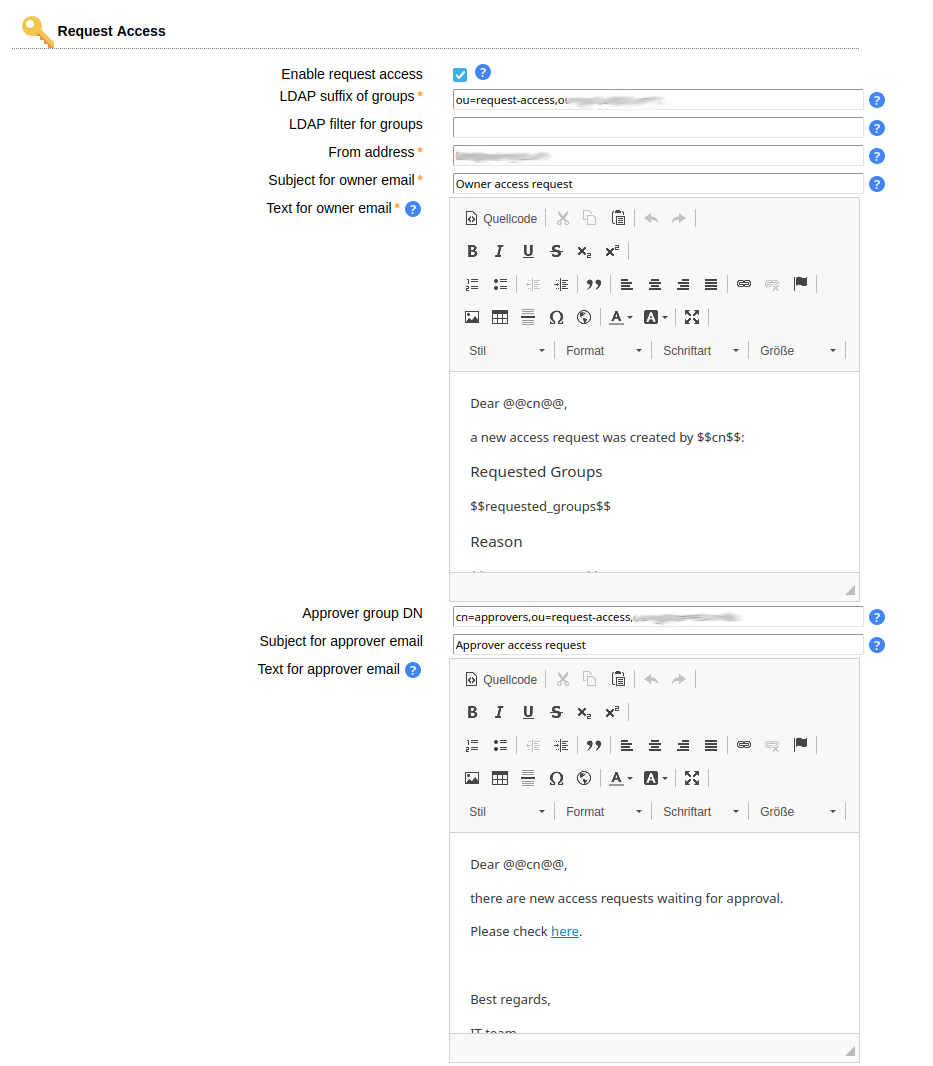 Request Access
Enable request access
LDAP suffix of groups *
ou=request-access,ou
LDAP filter for groups
From address *
Subject for owner email *
Owner access request
Text for owner email *
Quellcode
Stil Format Schriftart Größe
Dear @@cn@@,
a new access request was created by $$cn$$:
Requested Groups
$$requested_groups$$
Reason
Approver group DN
cn=approvers,ou=request-access,
Subject for approver email
Approver access request
Text for approver email
Quellcode
Stil Format Schriftart Größe
Dear @@cn@@,
there are new access requests waiting for approval.
Please check here.
Best regards,
IT team